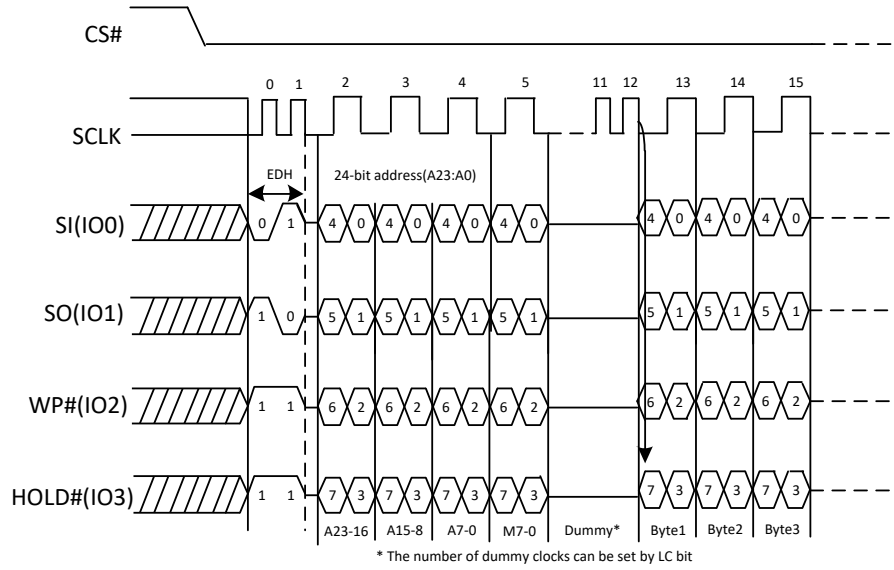 CS#
0 1 2 3 4 5 11 12 13 14 15
SCLK
EDH 24-bit address(A23:A0)
SI(IO0) 0 1 4 0 4 0 4 0 4 0 4 0 4 0 4 0
SO(IO1) 1 0 5 1 5 1 5 1 5 1 5 1 5 1 5 1
WP#(IO2) 1 1 6 2 6 2 6 2 6 2 6 2 6 2 6 2
HOLD#(IO3) 1 1 7 3 7 3 7 3 7 3 7 3 7 3 7 3
A23-16 A15-8 A7-0 M7-0 Dummy* Byte1 Byte2 Byte3
* The number of dummy clocks can be set by LC bit